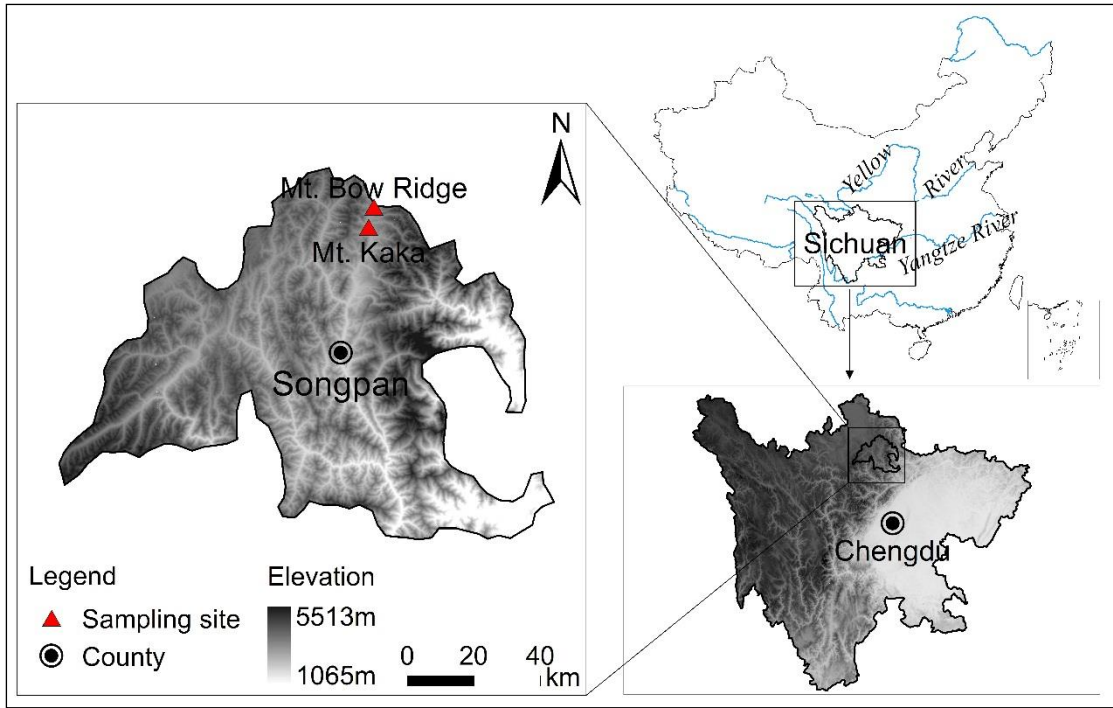 N
Mt. Bow Ridge
Mt. Kaka
Songpan
Legend
Sampling site
County
Elevation
5513m
1065m
0 20 40
km
Yellow River
Sichuan
Yangtze River
Chengdu